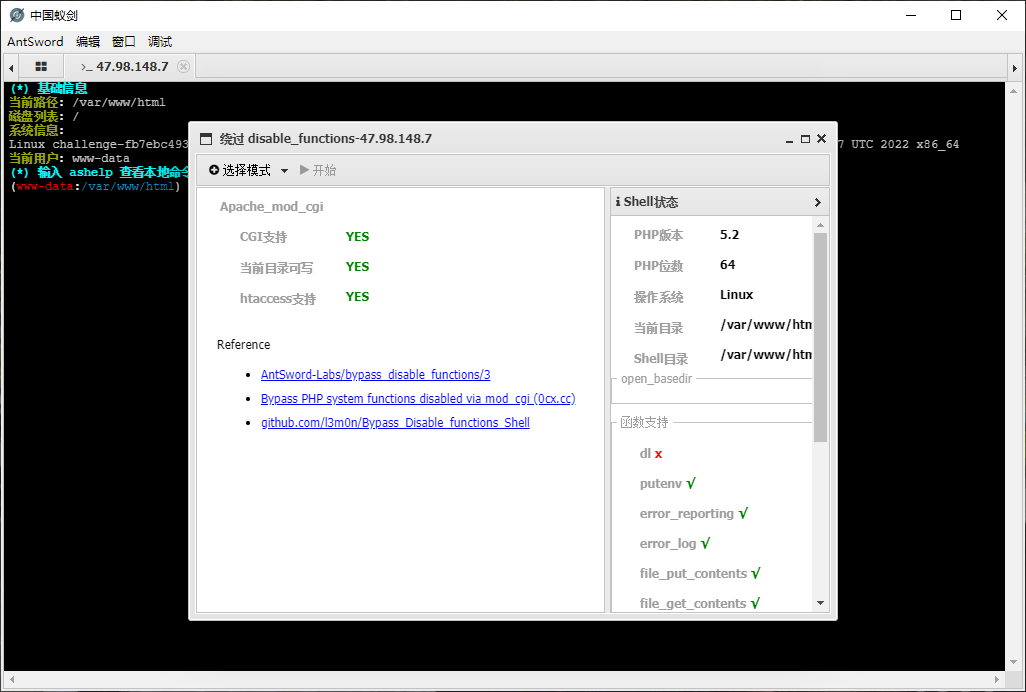 中国蚁剑
AntSword 编辑 窗口 调试
>_ 47.98.148.7
(*) 基础信息
当前路径: /var/www/html
磁盘列表: /
系统信息:
Linux challenge-fb7ebc493
7 UTC 2022 x86_64
当前用户: www-data
(*) 输入 ashelp 查看本地命令
(www-data:/var/www/html)
绕过 disable_functions-47.98.148.7
选择模式 开始
Apache_mod_cgi
CGI支持 YES
当前目录可写 YES
htaccess支持 YES
Reference
AntSword-Labs/bypass_disable_functions/3
Bypass PHP system functions disabled via mod_cgi (0cx.cc)
github.com/l3m0n/Bypass_Disable_functions_Shell
Shell状态
PHP版本 5.2
PHP位数 64
操作系统 Linux
当前目录 /var/www/htn
Shell目录 /var/www/htn
open_basedir
函数支持
dl x
putenv √
error_reporting √
error_log √
file_put_contents √
file_get_contents √